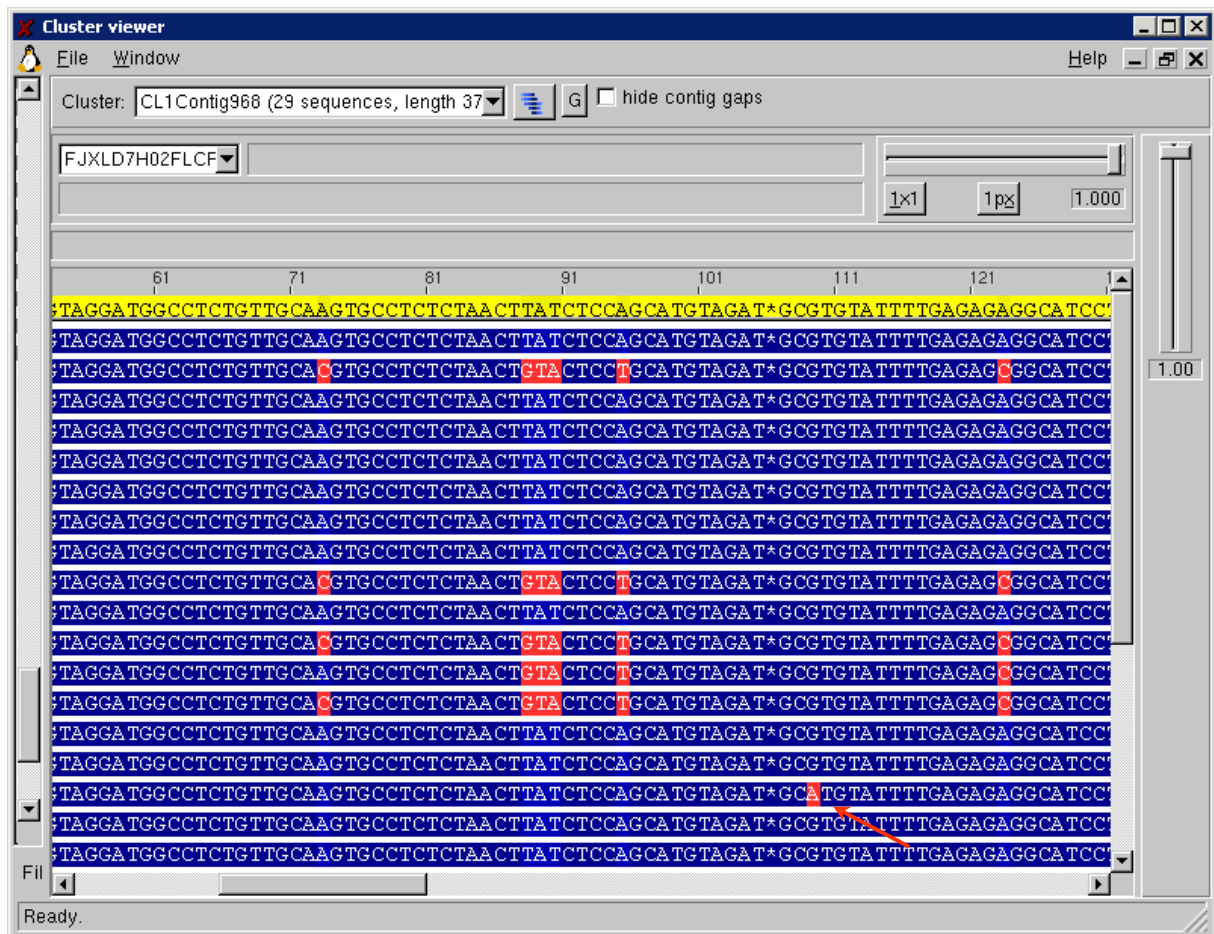 Cluster viewer
File Window Help
Cluster: CL1Contig968 (29 sequences, length 37 G hide contig gaps
FJXLD7H02FLCF
1x1 1px 1.000
61 71 81 91 101 111 121
TAGGATGGCCTCTGTTGCAAGTGCCTCTCTAACTTATCTCCAGCATGTAGAT*GCGTGTATTTTGAGAGAGGCATCC
TAGGATGGCCTCTGTTGCAAGTGCCTCTCTAACTTATCTCCAGCATGTAGAT*GCGTGTATTTTGAGAGAGGCATCC
TAGGATGGCCTCTGTTGCACGTGCCTCTCTAACTGTACTCCTGCATGTAGAT*GCGTGTATTTTGAGAGCGGCATCC
1.00
TAGGATGGCCTCTGTTGCAAGTGCCTCTCTAACTTATCTCCAGCATGTAGAT*GCGTGTATTTTGAGAGAGGCATCC
TAGGATGGCCTCTGTTGCAAGTGCCTCTCTAACTTATCTCCAGCATGTAGAT*GCGTGTATTTTGAGAGAGGCATCC
TAGGATGGCCTCTGTTGCAAGTGCCTCTCTAACTTATCTCCAGCATGTAGAT*GCGTGTATTTTGAGAGAGGCATCC
TAGGATGGCCTCTGTTGCAAGTGCCTCTCTAACTTATCTCCAGCATGTAGAT*GCGTGTATTTTGAGAGAGGCATCC
TAGGATGGCCTCTGTTGCAAGTGCCTCTCTAACTTATCTCCAGCATGTAGAT*GCGTGTATTTTGAGAGAGGCATCC
TAGGATGGCCTCTGTTGCAAGTGCCTCTCTAACTTATCTCCAGCATGTAGAT*GCGTGTATTTTGAGAGAGGCATCC
TAGGATGGCCTCTGTTGCACGTGCCTCTCTAACTGTACTCCTGCATGTAGAT*GCGTGTATTTTGAGAGCGGCATCC
TAGGATGGCCTCTGTTGCAAGTGCCTCTCTAACTTATCTCCAGCATGTAGAT*GCGTGTATTTTGAGAGAGGCATCC
TAGGATGGCCTCTGTTGCACGTGCCTCTCTAACTGTACTCCTGCATGTAGAT*GCGTGTATTTTGAGAGCGGCATCC
TAGGATGGCCTCTGTTGCAAGTGCCTCTCTAACTGTACTCCTGCATGTAGAT*GCGTGTATTTTGAGAGCGGCATCC
TAGGATGGCCTCTGTTGCACGTGCCTCTCTAACTGTACTCCTGCATGTAGAT*GCGTGTATTTTGAGAGCGGCATCC
TAGGATGGCCTCTGTTGCAAGTGCCTCTCTAACTTATCTCCAGCATGTAGAT*GCGTGTATTTTGAGAGAGGCATCC
TAGGATGGCCTCTGTTGCAAGTGCCTCTCTAACTTATCTCCAGCATGTAGAT*GCGTGTATTTTGAGAGAGGCATCC
TAGGATGGCCTCTGTTGCAAGTGCCTCTCTAACTTATCTCCAGCATGTAGAT*GCATGTATTTTGAGAGAGGCATCC
TAGGATGGCCTCTGTTGCAAGTGCCTCTCTAACTTATCTCCAGCATGTAGAT*GCGTGTATTTTGAGAGAGGCATCC
TAGGATGGCCTCTGTTGCAAGTGCCTCTCTAACTTATCTCCAGCATGTAGAT*GCGTGTATTTTGAGAGAGGCATCC
Fil
Ready.